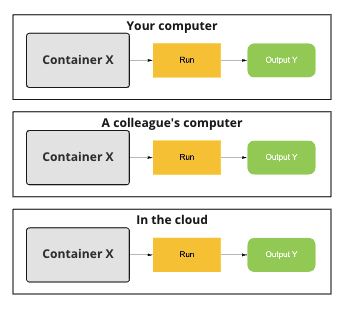 Your computer
Container X
Run
Output Y
A colleague's computer
Container X
Run
Output Y
In the cloud
Container X
Run
Output Y